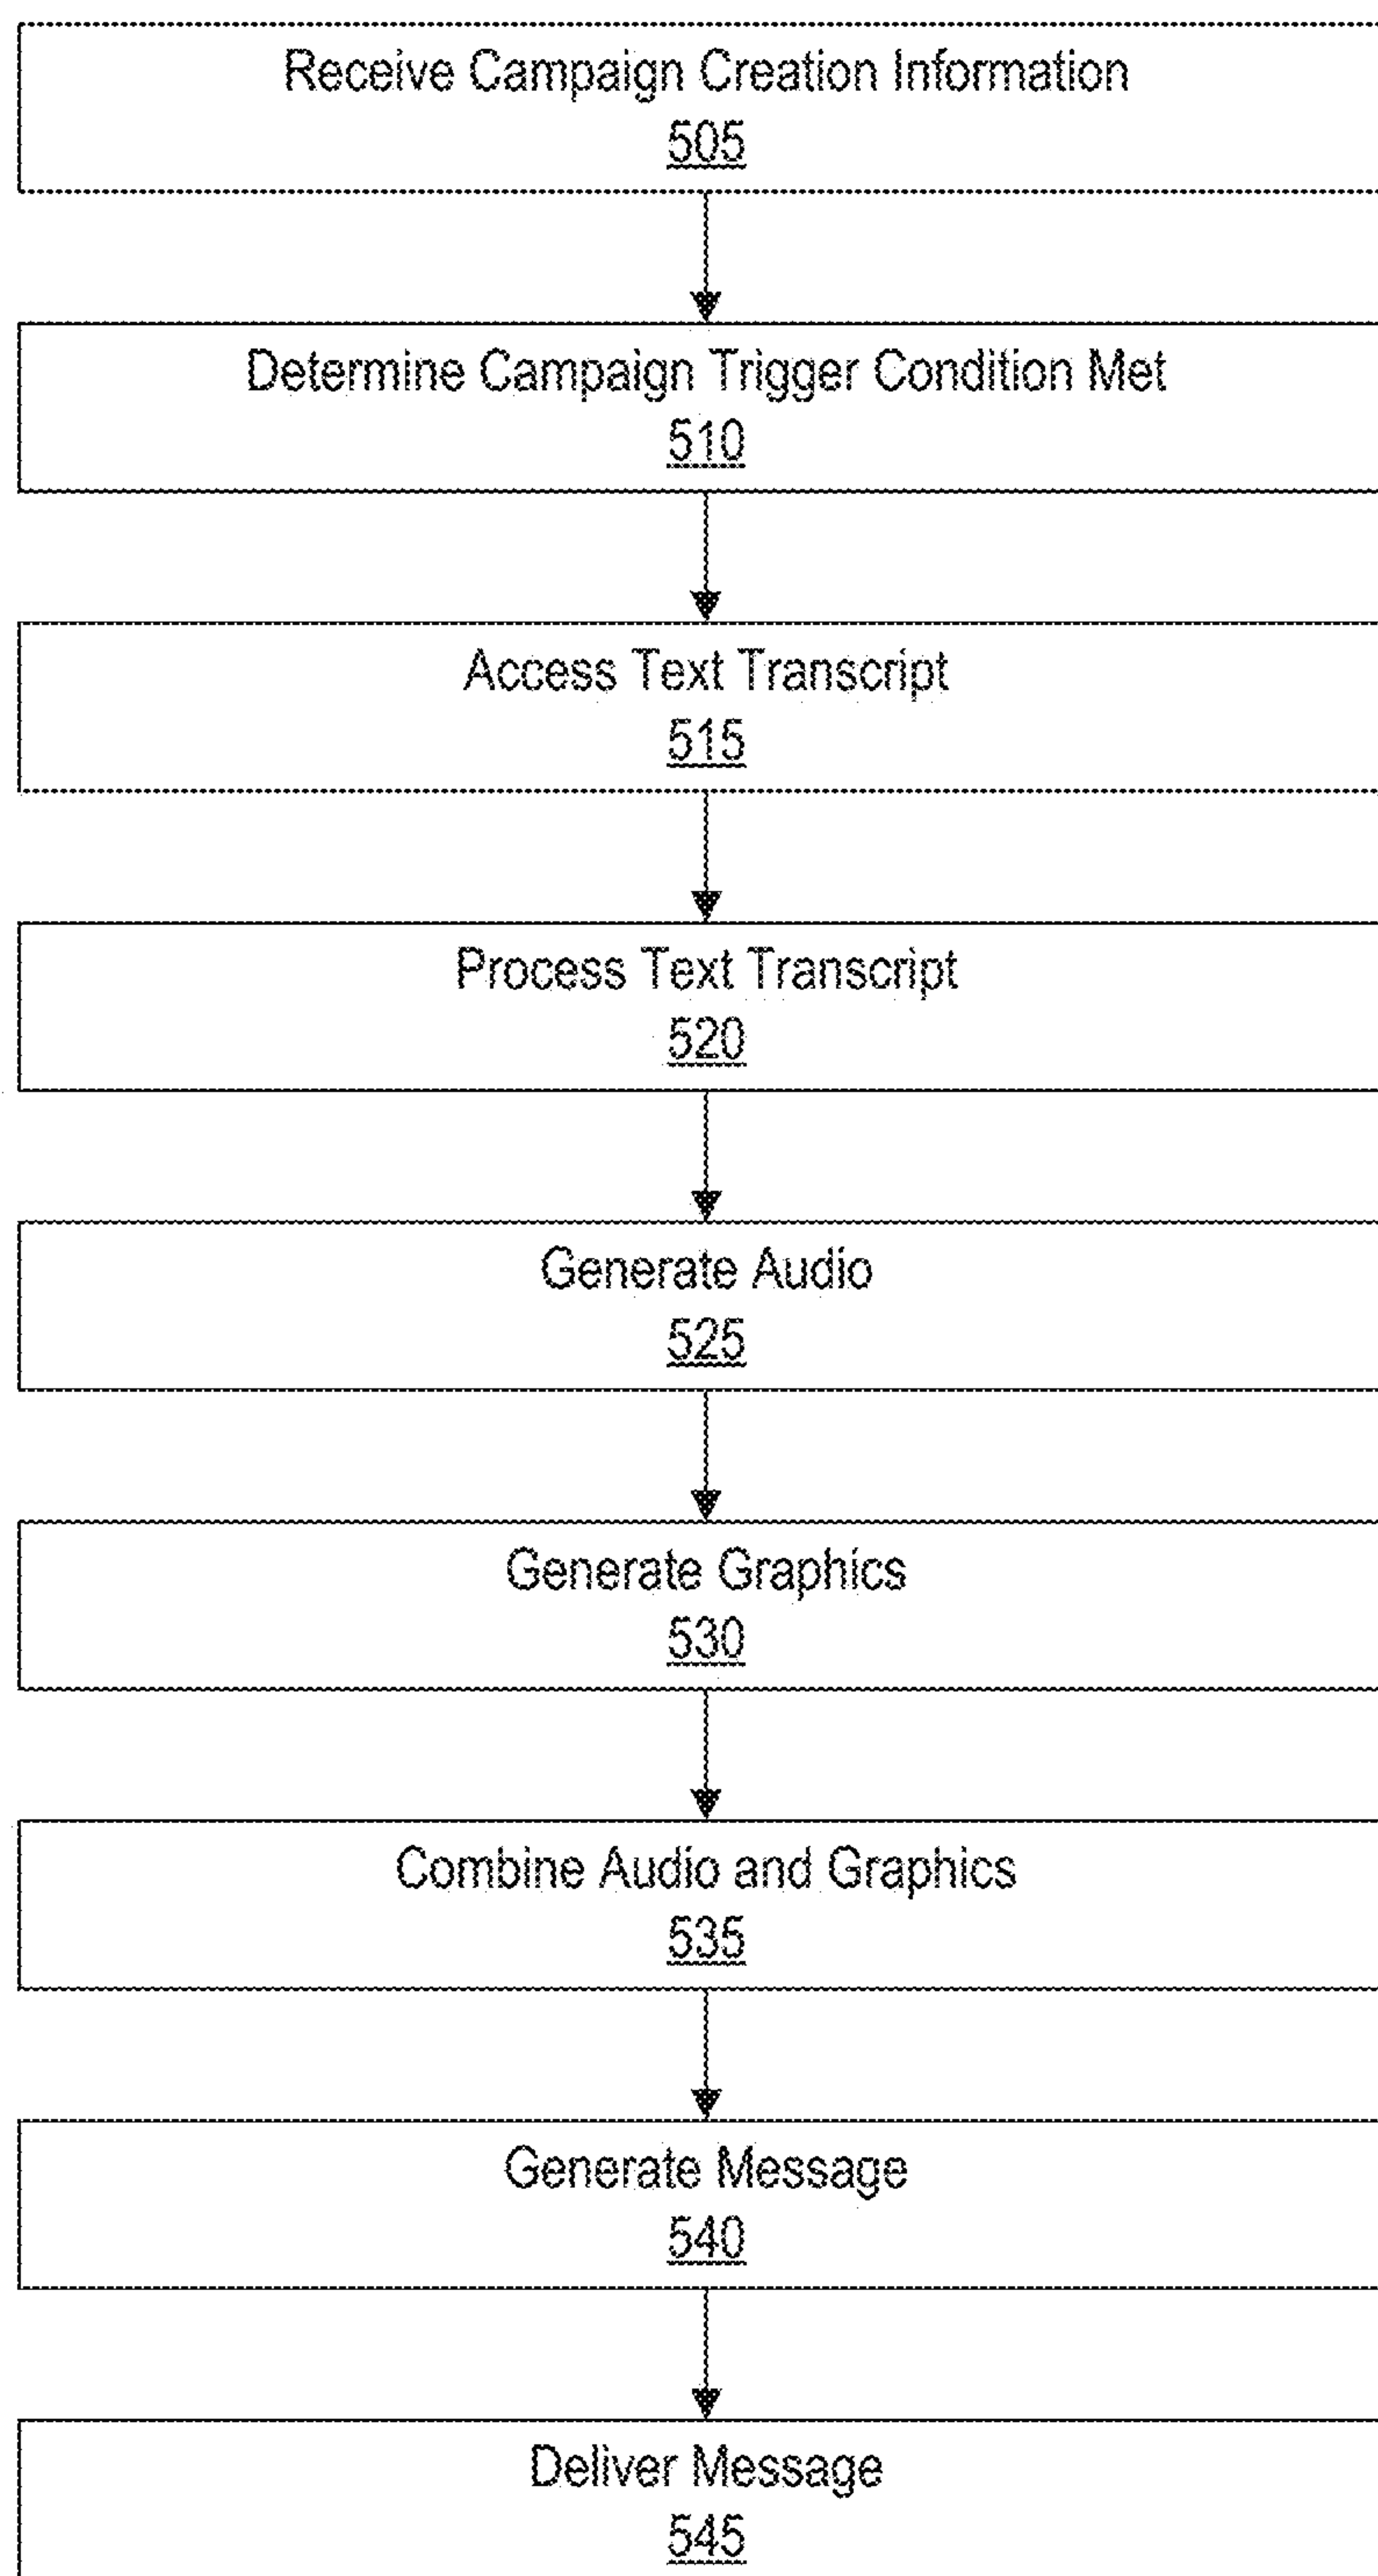 Receive Campaign Creation Information
505
Determine Campaign Trigger Condition Met
510
Access Text Transcript
515
Process Text Transcript
520
Generate Audio
525
Generate Graphics
530
Combine Audio and Graphics
535
Generate Message
540
Deliver Message
545